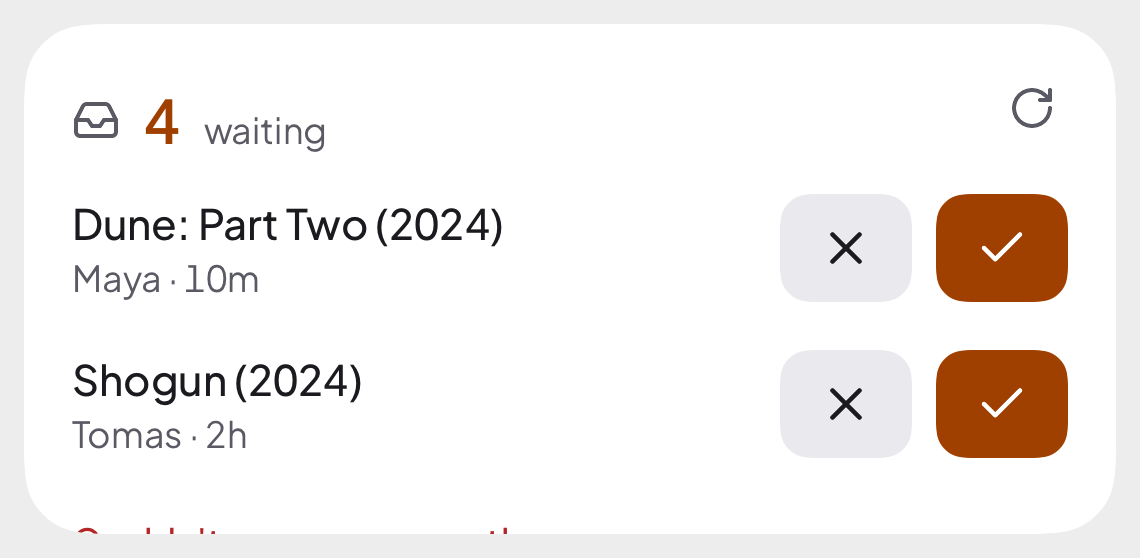 4 waiting
Dune: Part Two (2024)
Maya · 10m
Shogun (2024)
Tomas · 2h